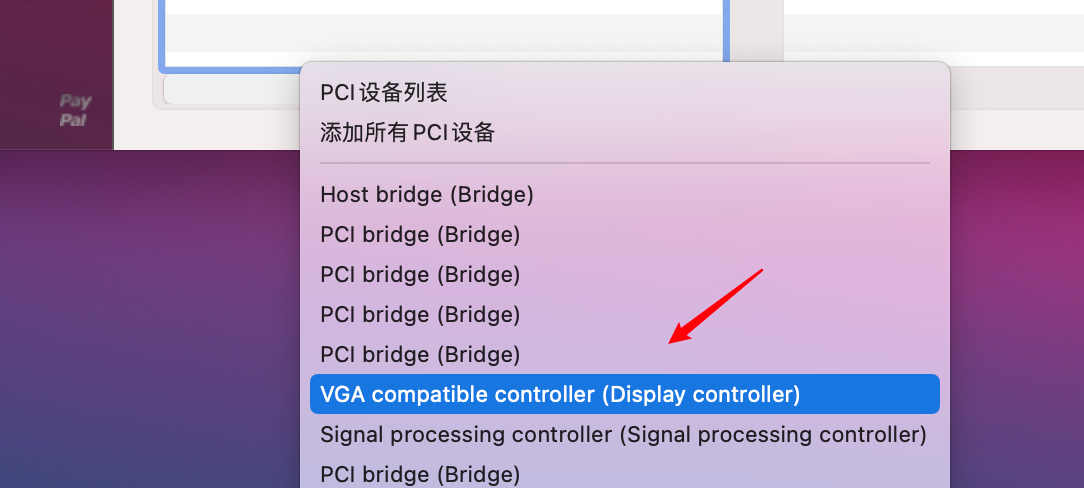 Pay
Pal
PCI设备列表
添加所有PCI设备
Host bridge (Bridge)
PCI bridge (Bridge)
PCI bridge (Bridge)
PCI bridge (Bridge)
PCI bridge (Bridge)
VGA compatible controller (Display controller)
Signal processing controller (Signal processing controller)
PCI bridge (Bridge)